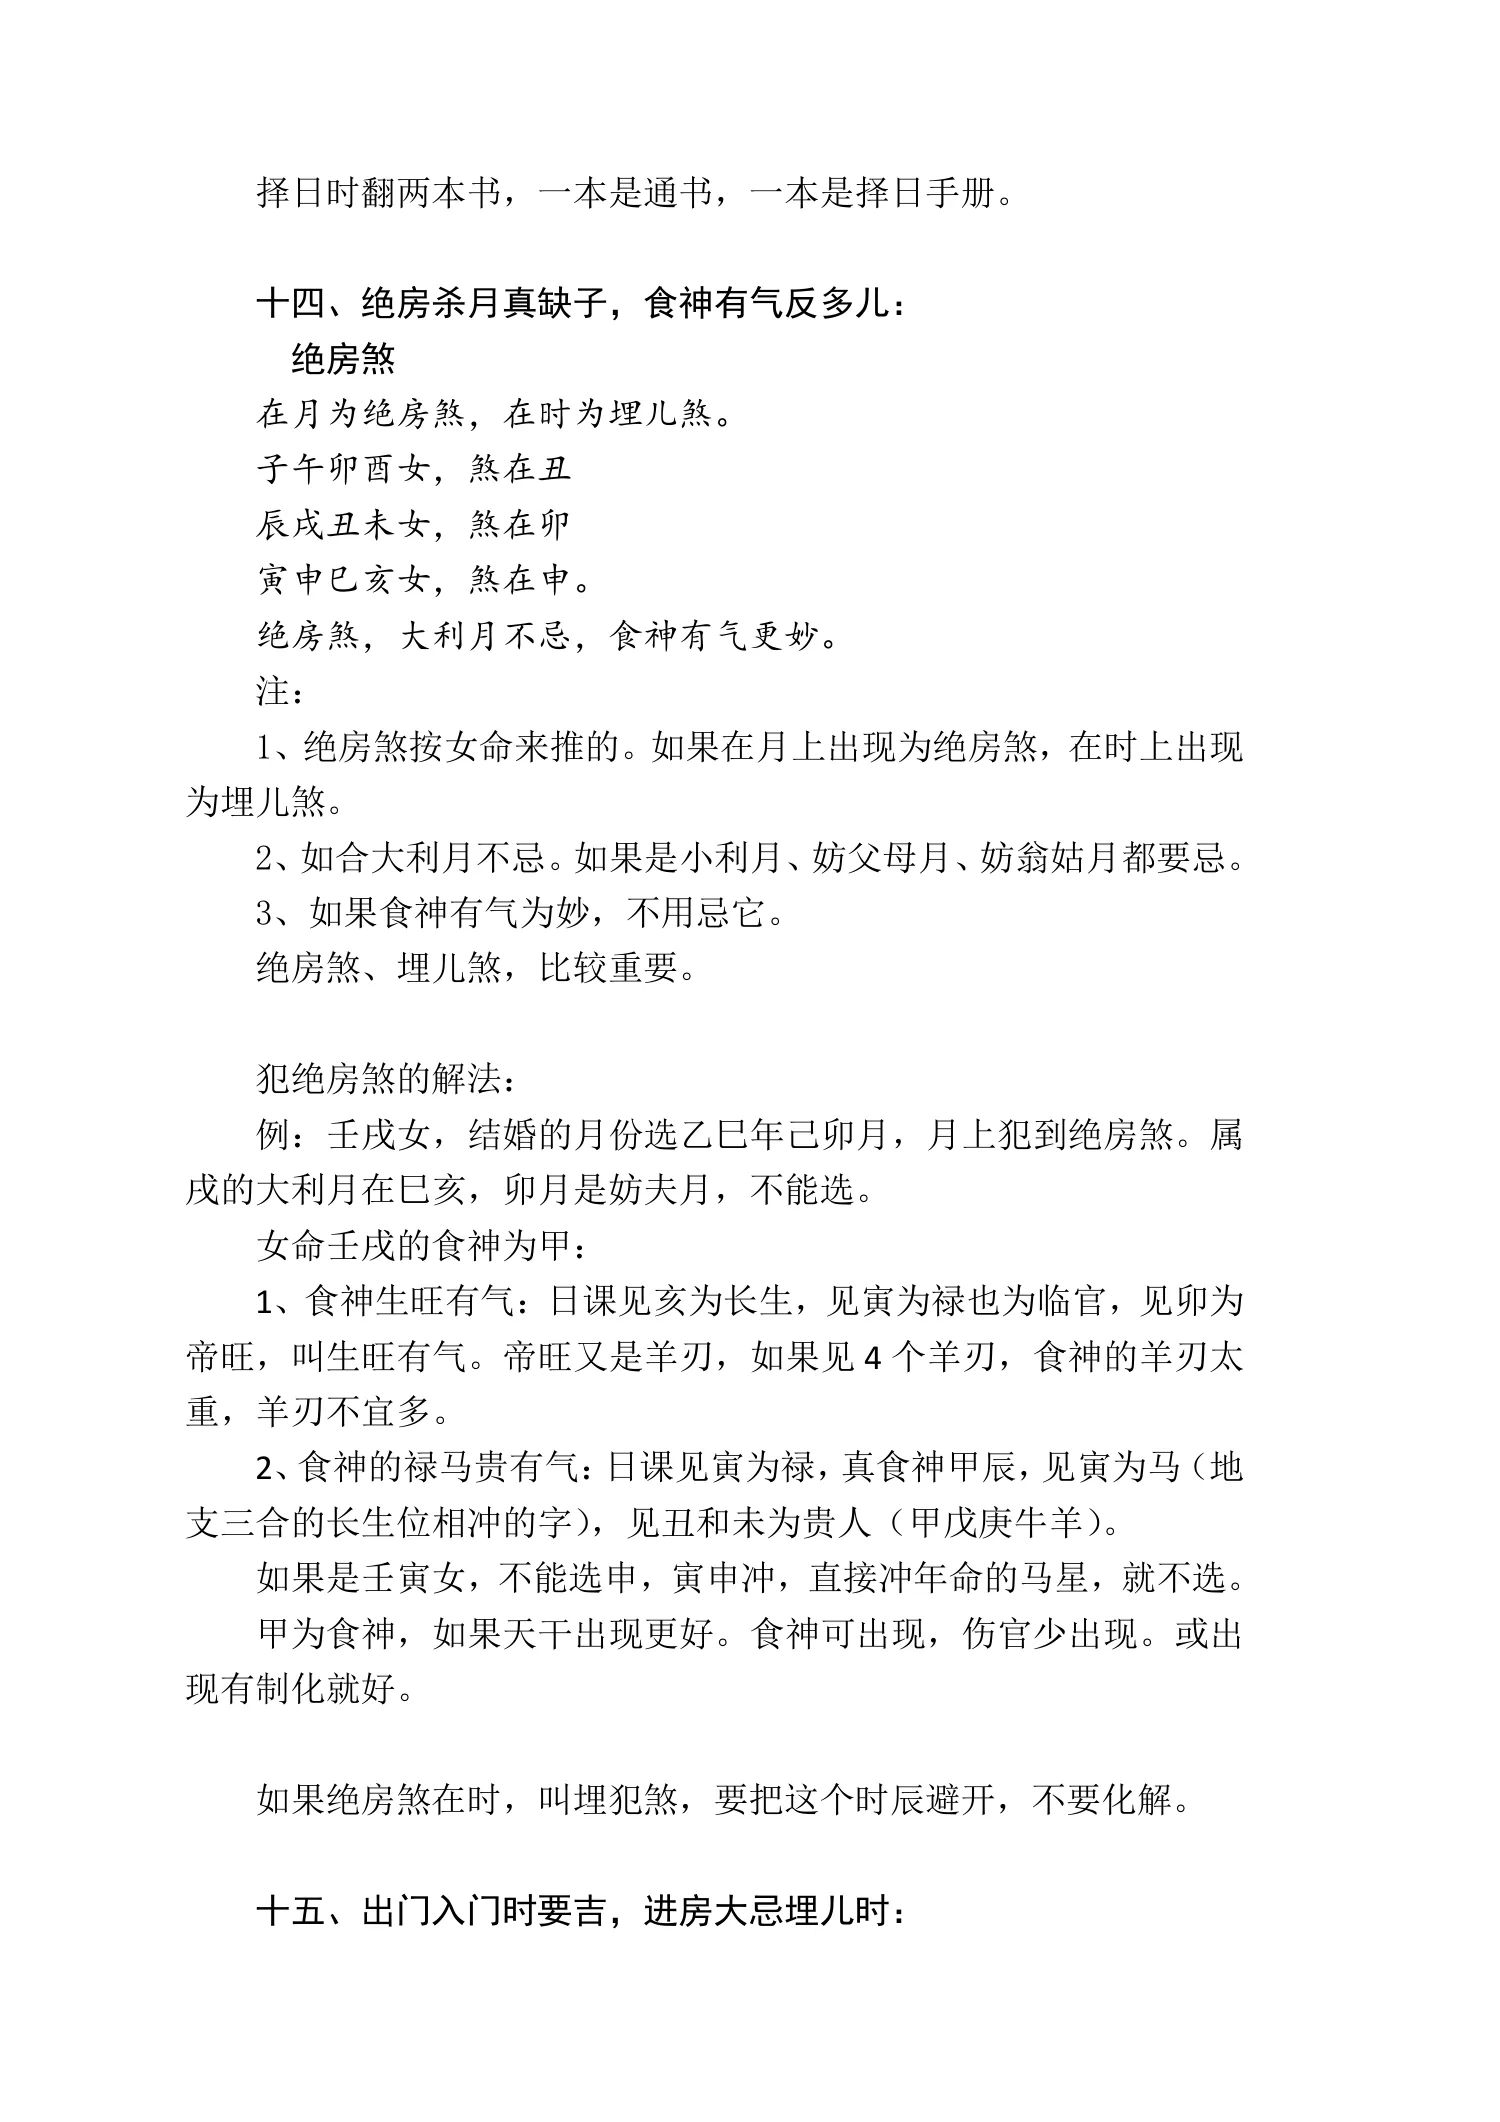 择日时翻两本书，一本是通书，一本是择日手册。
十四、绝房杀月真缺子，食神有气反多儿：
绝房煞
在月为绝房煞，在时为埋儿煞。
子午卯酉女，煞在丑
辰戌丑未女，煞在卯
寅申巳亥女，煞在申。
绝房煞，大利月不忌，食神有气更妙。
注：
1、绝房煞按女命来推的。如果在月上出现为绝房煞，在时上出现
为埋儿煞。
2、如合大利月不忌。如果是小利月、妨父母月、妨翁姑月都要忌。
3、如果食神有气为妙，不用忌它。
绝房煞、埋儿煞，比较重要。
犯绝房煞的解法：
例：壬戌女，结婚的月份选乙巳年己卯月，月上犯到绝房煞。属
戌的大利月在巳亥，卯月是妨夫月，不能选。
女命壬戌的食神为甲：
1、食神生旺有气：日课见亥为长生，见寅为禄也为临官，见卯为
帝旺，叫生旺有气。帝旺又是羊刃，如果见 4 个羊刃，食神的羊刃太
重，羊刃不宜多。
2、食神的禄马贵有气：日课见寅为禄，真食神甲辰，见寅为马（地
支三合的长生位相冲的字），见丑和未为贵人（甲戊庚牛羊）。
如果是壬寅女，不能选申，寅申冲，直接冲年命的马星，就不选。
甲为食神，如果天干出现更好。食神可出现，伤官少出现。或出
现有制化就好。
如果绝房煞在时，叫埋犯煞，要把这个时辰避开，不要化解。
十五、出门入门时要吉，进房大忌埋儿时：